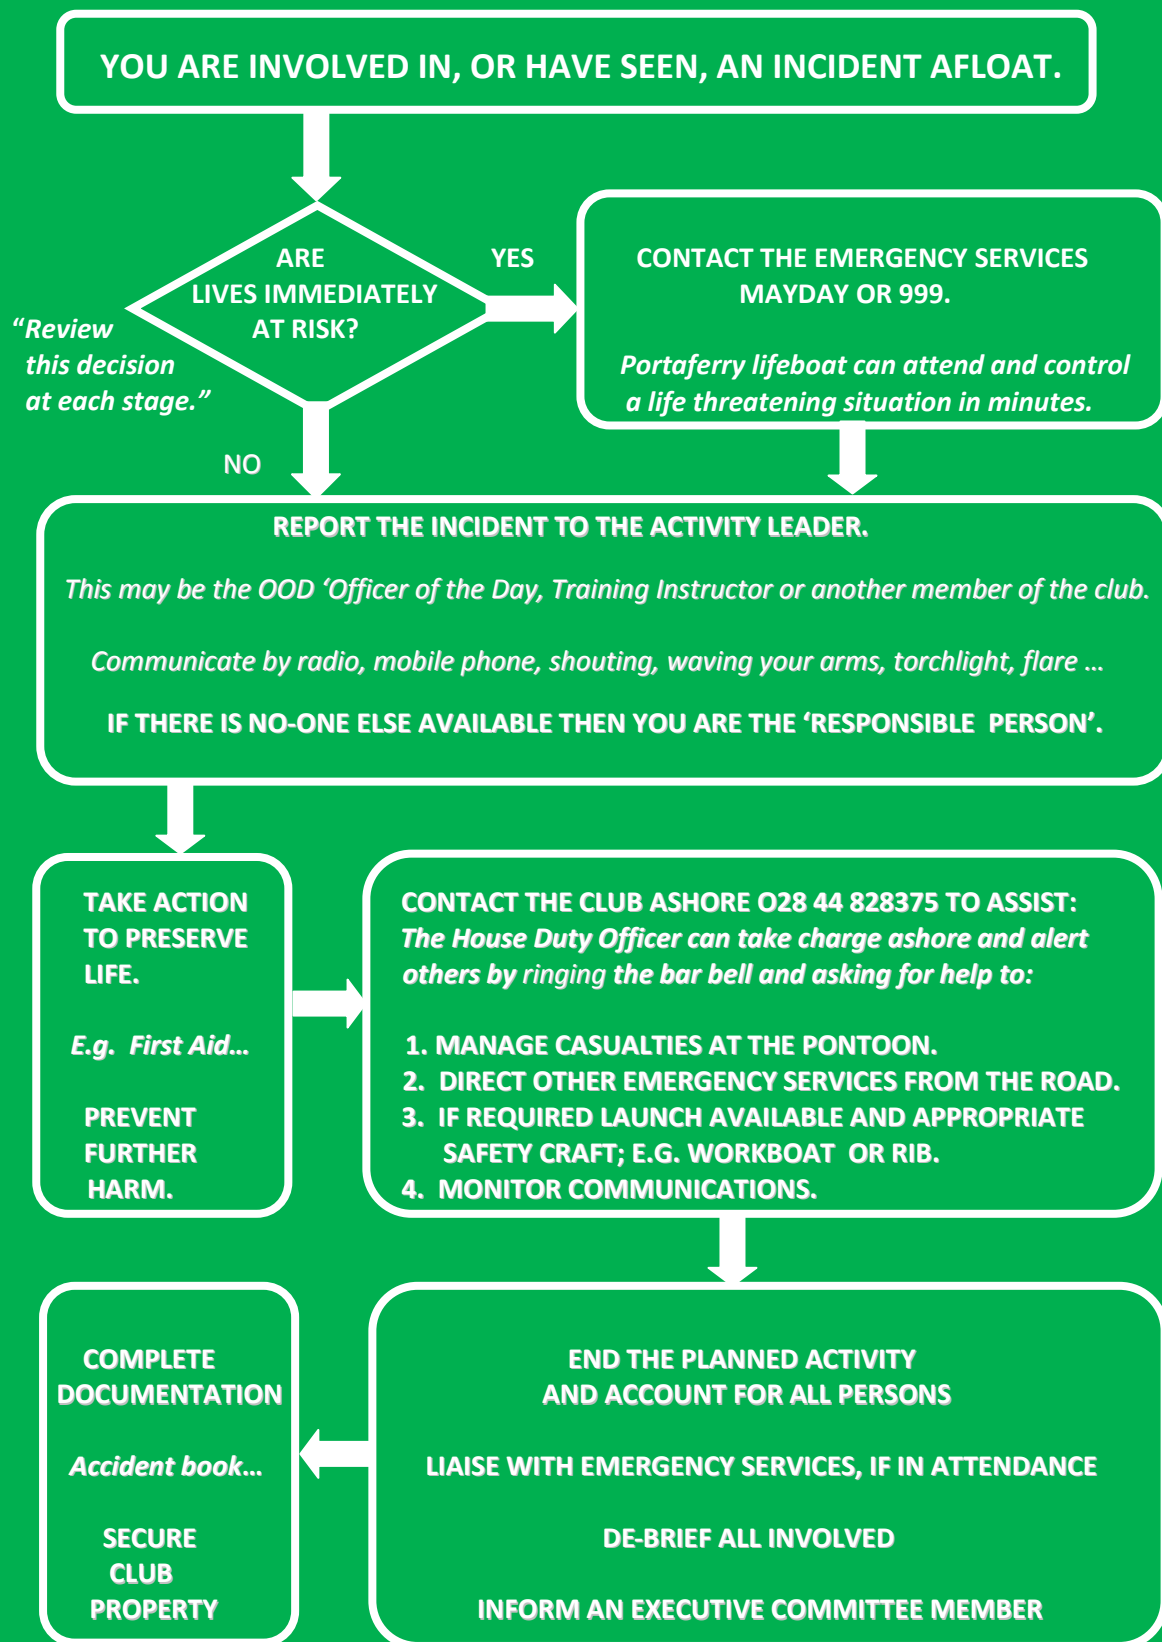 YOU ARE INVOLVED IN, OR HAVE SEEN, AN INCIDENT AFLOAT.
ARE
LIVES IMMEDIATELY
AT RISK?
YES
"Review
this decision
at each stage."
NO
CONTACT THE EMERGENCY SERVICES
MAYDAY OR 999.
Portaferry lifeboat can attend and control
a life threatening situation in minutes.
REPORT THE INCIDENT TO THE ACTIVITY LEADER.
This may be the OOD ‘Officer of the Day, Training Instructor or another member of the club.
Communicate by radio, mobile phone, shouting, waving your arms, torchlight, flare …
IF THERE IS NO-ONE ELSE AVAILABLE THEN YOU ARE THE ‘RESPONSIBLE PERSON’.
TAKE ACTION
TO PRESERVE
LIFE.
E.g. First Aid…
PREVENT
FURTHER
HARM.
CONTACT THE CLUB ASHORE O28 44 828375 TO ASSIST:
The House Duty Officer can take charge ashore and alert
others by ringing the bar bell and asking for help to:
1. MANAGE CASUALTIES AT THE PONTOON.
2. DIRECT OTHER EMERGENCY SERVICES FROM THE ROAD.
3. IF REQUIRED LAUNCH AVAILABLE AND APPROPRIATE
SAFETY CRAFT; E.G. WORKBOAT OR RIB.
4. MONITOR COMMUNICATIONS.
END THE PLANNED ACTIVITY
AND ACCOUNT FOR ALL PERSONS
LIAISE WITH EMERGENCY SERVICES, IF IN ATTENDANCE
DE-BRIEF ALL INVOLVED
INFORM AN EXECUTIVE COMMITTEE MEMBER
COMPLETE
DOCUMENTATION
Accident book…
SECURE
CLUB
PROPERTY